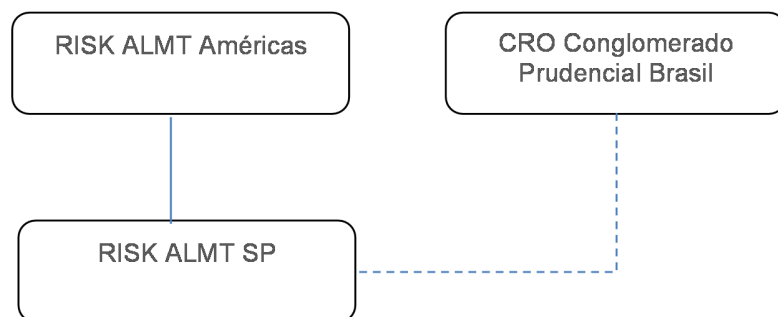 RISK ALMT Américas
CRO Conglomerado
Prudencial Brasil
RISK ALMT SP